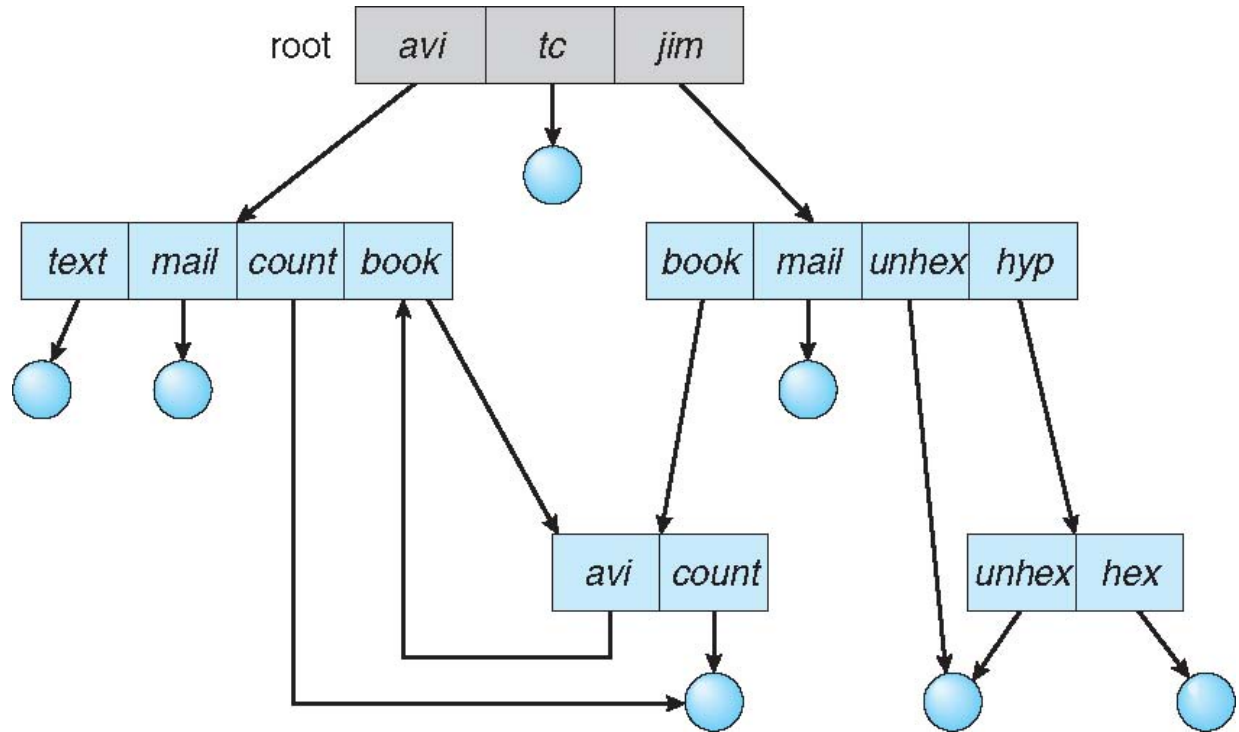 root avi tc jim
text mail count book
book mail unhex hyp
avi count
unhex hex